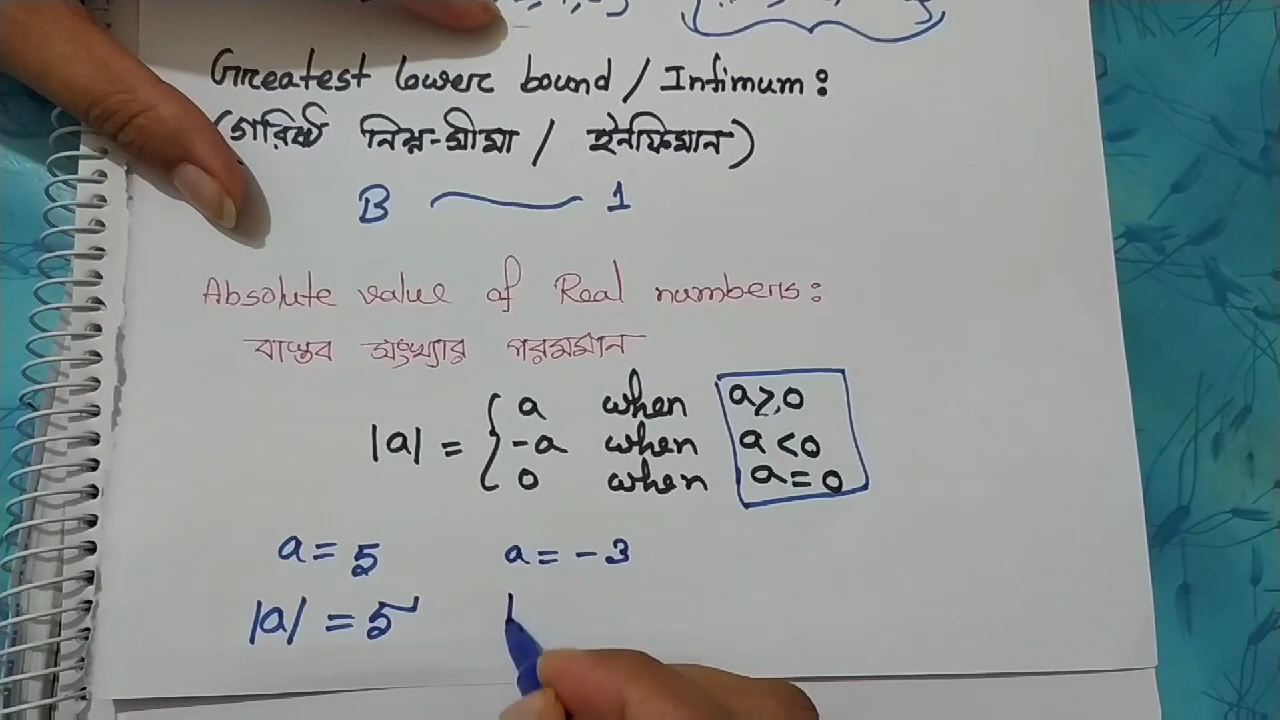 Greatest lower bound / Infimum:
(গরিষ্ঠ নিম্ন-সীমা / ইনফিমান)
B 1
Absolute value of Real numbers:
বাস্তব সংখ্যার পরমমান
|a| = { a when a ≥ 0
-a when a < 0
0 when a = 0
a = 5 a = -3
|a| = 5